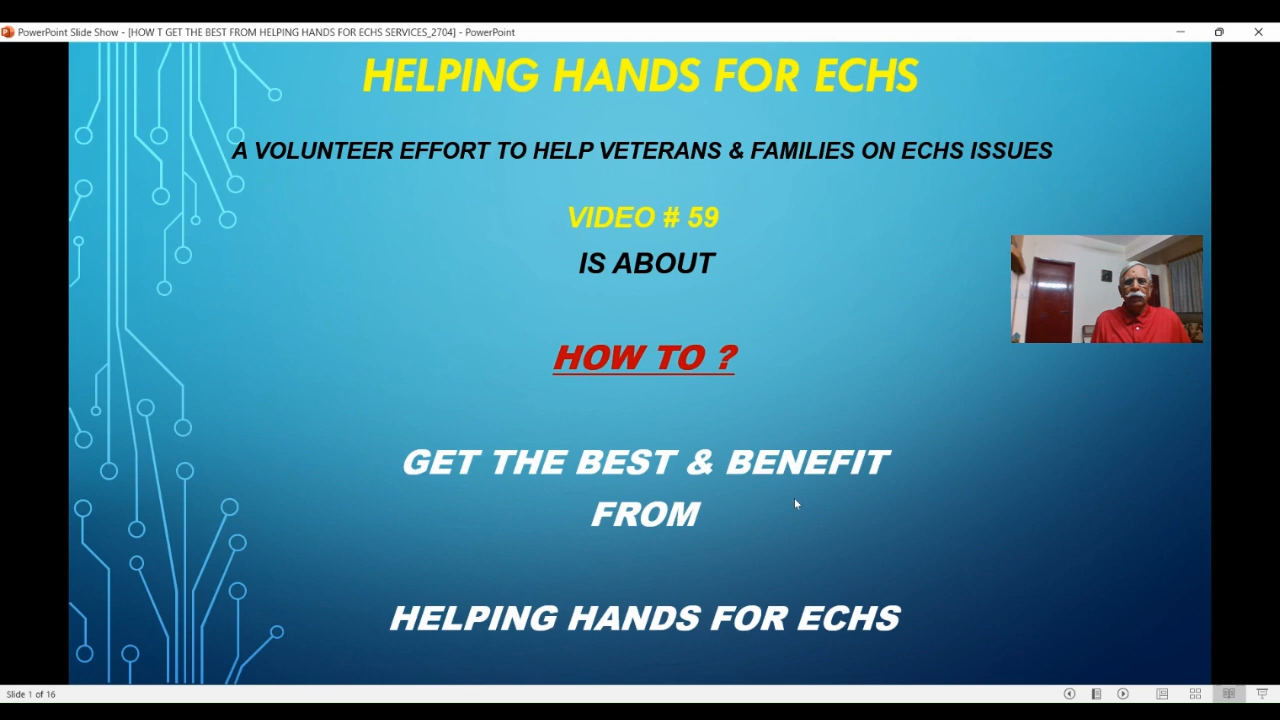 PowerPoint Slide Show - [HOW T GET THE BEST FROM HELPING HANDS FOR ECHS SERVICES_2704] - PowerPoint
HELPING HANDS FOR ECHS
A VOLUNTEER EFFORT TO HELP VETERANS & FAMILIES ON ECHS ISSUES
VIDEO # 59
IS ABOUT
HOW TO ?
GET THE BEST & BENEFIT
FROM
HELPING HANDS FOR ECHS
Slide 1 of 16